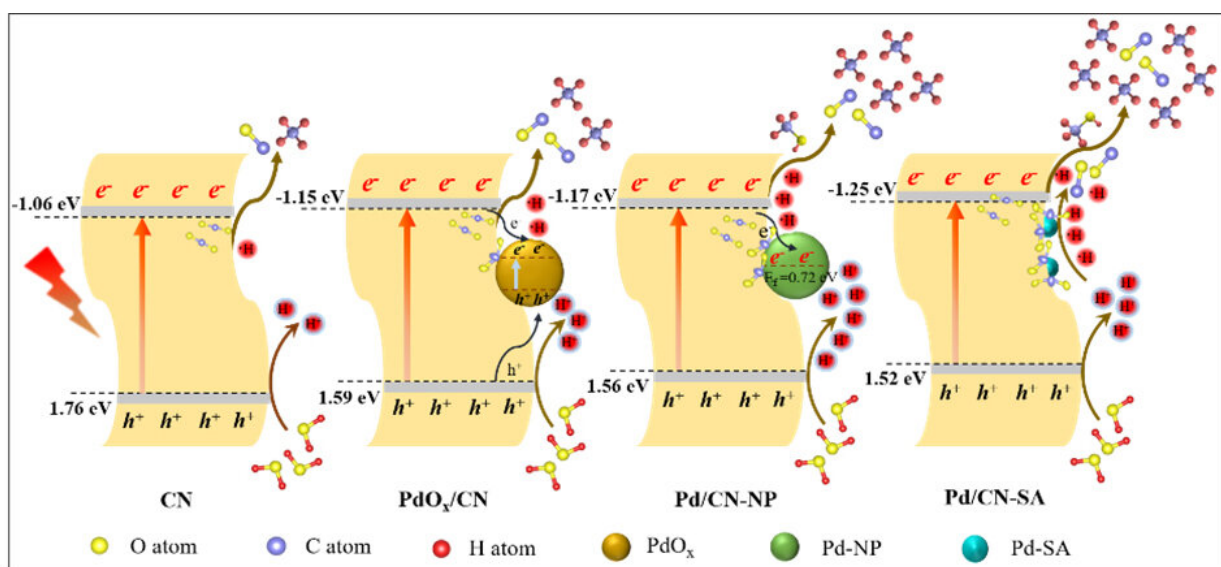 e⁻ e⁻ e⁻ e⁻
-1.06 eV
·H
H⁺ H⁺
1.76 eV
h⁺ h⁺ h⁺ h⁺
CN
e⁻ e⁻ e⁻ e⁻
-1.15 eV
e⁻
·H
·H
e⁻ e⁻
h⁺ h⁺
H⁺
H⁺
H⁺
H⁺
h⁺
1.59 eV
h⁺ h⁺ h⁺ h⁺
PdOₓ/CN
e⁻ e⁻ e⁻ e⁻
-1.17 eV
·H
·H
·H
e⁻
e⁻ e⁻
E_f=0.72 eV
H⁺ H⁺
H⁺ H⁺
H⁺ H⁺
H⁺
1.56 eV
h⁺ h⁺ h⁺ h⁺
Pd/CN-NP
e⁻ e⁻ e⁻ e⁻
-1.25 eV
·H ·H
·H ·H
·H
·H
H⁺ H⁺
H⁺ H⁺
1.52 eV
h⁺ h⁺ h⁺ h⁺
Pd/CN-SA
O atom C atom H atom PdOₓ Pd-NP Pd-SA